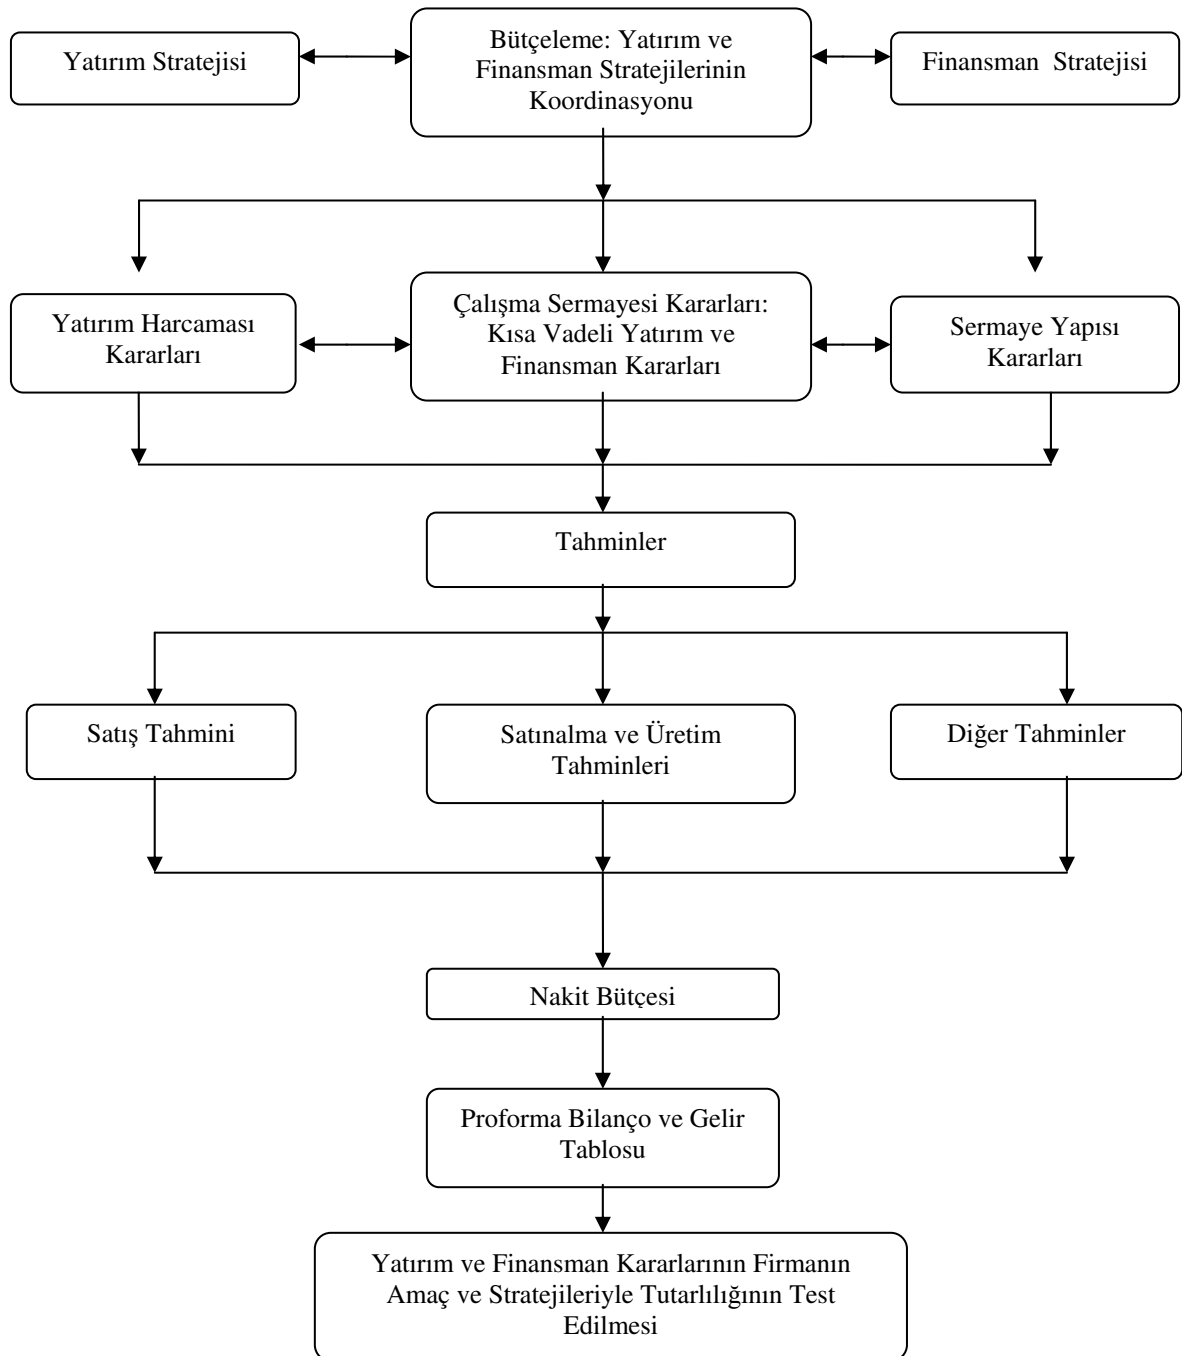 Yatırım Stratejisi
Bütçeleme: Yatırım ve
Finansman Stratejilerinin
Koordinasyonu
Finansman Stratejisi
Yatırım Harcaması
Kararları
Çalışma Sermayesi Kararları:
Kısa Vadeli Yatırım ve
Finansman Kararları
Sermaye Yapısı
Kararları
Tahminler
Satış Tahmini
Satınalma ve Üretim
Tahminleri
Diğer Tahminler
Nakit Bütçesi
Proforma Bilanço ve Gelir
Tablosu
Yatırım ve Finansman Kararlarının Firmanın
Amaç ve Stratejileriyle Tutarlılığının Test
Edilmesi